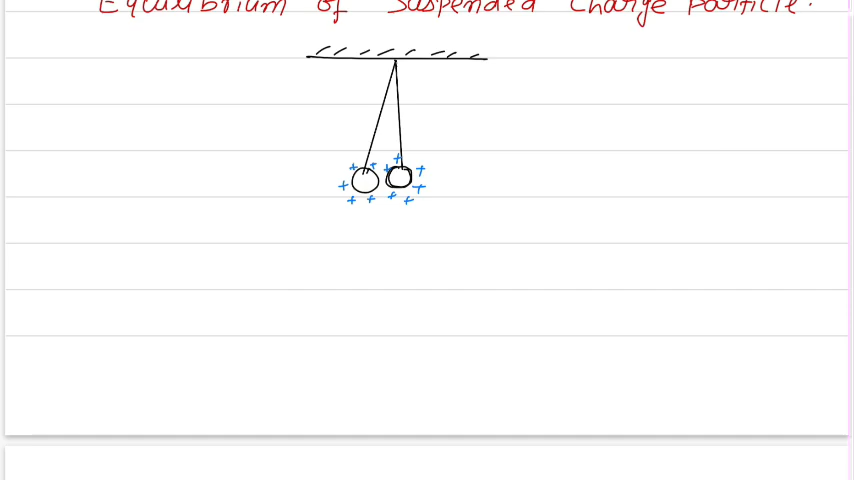 Equilibrium of Suspended Charge Particle.
+ + + + +
+ +
+ + + +